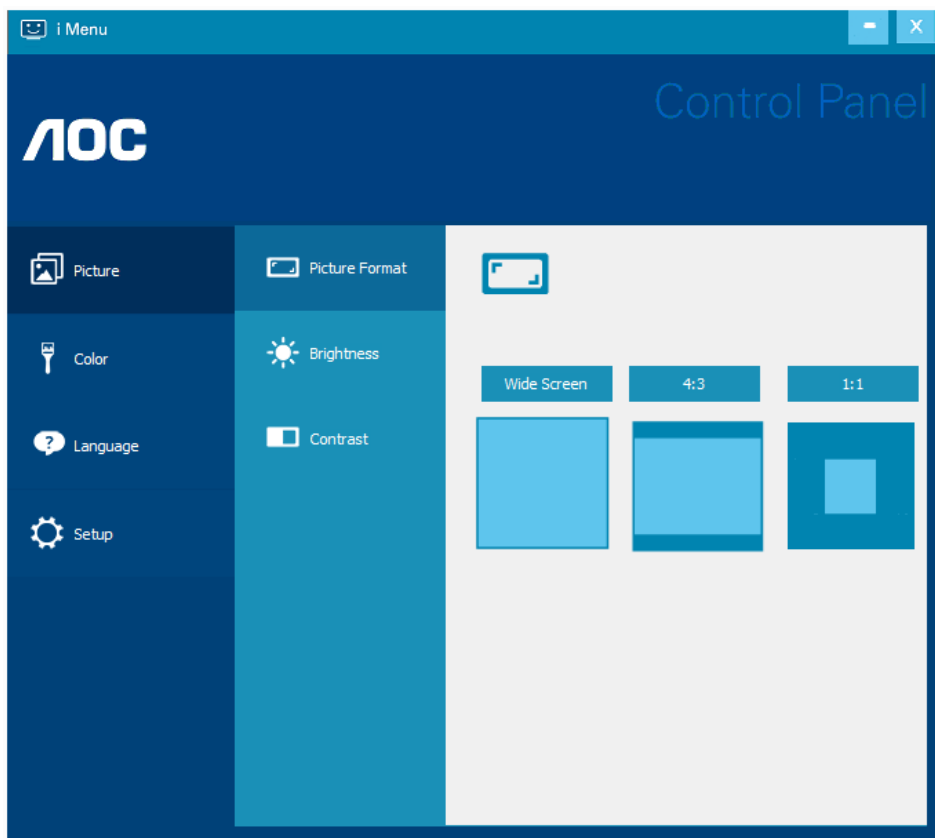 i Menu
Control Panel
AOC
Picture
Color
Language
Setup
Picture Format
Brightness
Contrast
Wide Screen
4:3
1:1